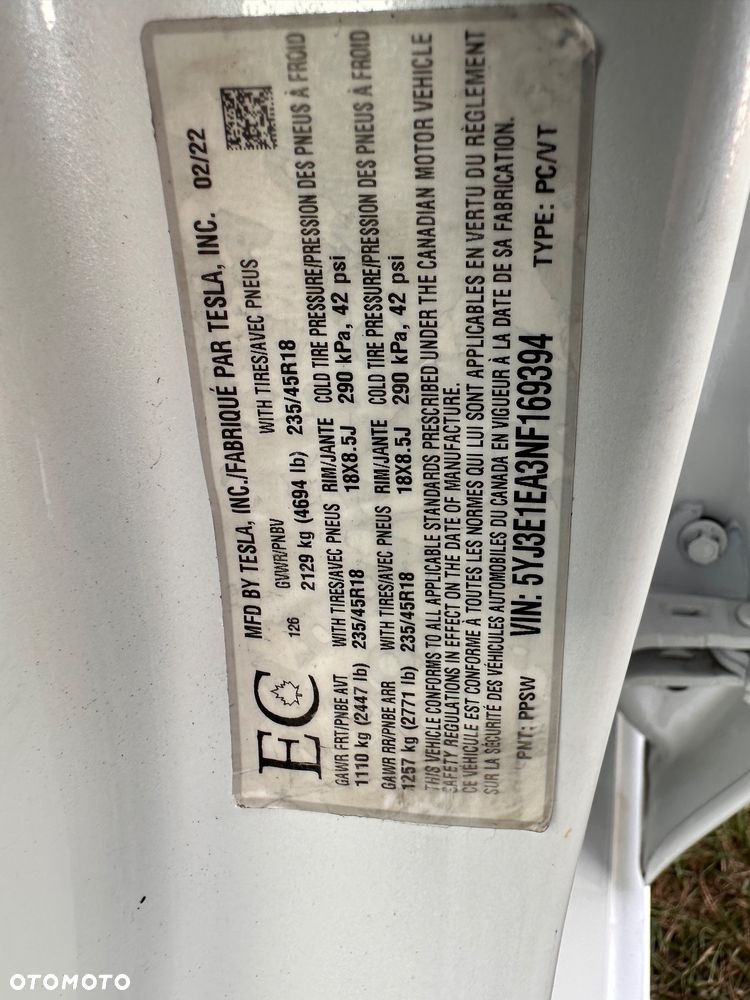 EC
MFD BY TESLA, INC./FABRIQUÉ PAR TESLA, INC. 02/22
126 GVWR/PNBV WITH TIRES/AVEC PNEUS
2129 kg (4694 lb) 235/45R18
GAWR FRT/PNBE AVT WITH TIRES/AVEC PNEUS RIM/JANTE COLD TIRE PRESSURE/PRESSION DES PNEUS À FROID
1110 kg (2447 lb) 235/45R18 18X8.5J 290 kPa, 42 psi
GAWR RR/PNBE ARR WITH TIRES/AVEC PNEUS RIM/JANTE COLD TIRE PRESSURE/PRESSION DES PNEUS À FROID
1257 kg (2771 lb) 235/45R18 18X8.5J 290 kPa, 42 psi
THIS VEHICLE CONFORMS TO ALL APPLICABLE STANDARDS PRESCRIBED UNDER THE CANADIAN MOTOR VEHICLE
SAFETY REGULATIONS IN EFFECT ON THE DATE OF MANUFACTURE.
CE VÉHICULE EST CONFORME À TOUTES LES NORMES QUI LUI SONT APPLICABLES EN VERTU DU RÈGLEMENT
SUR LA SÉCURITÉ DES VÉHICULES AUTOMOBILES DU CANADA EN VIGUEUR À LA DATE DE SA FABRICATION.
PNT: PPSW VIN: 5YJ3E1EA3NF169394 TYPE: PC/VT
OTOMOTO